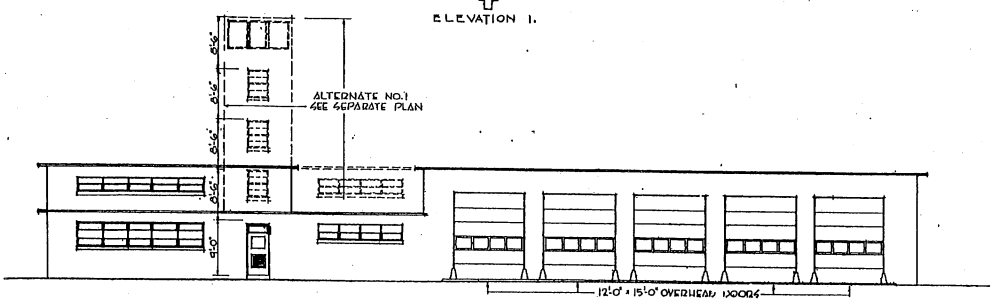 ELEVATION 1.
8'-6"
8'-6"
ALTERNATE NO.1
SEE SEPARATE PLAN
8'-6"
8'-6"
9'-0"
12'-0" x 15'-0" OVERHEAD DOORS